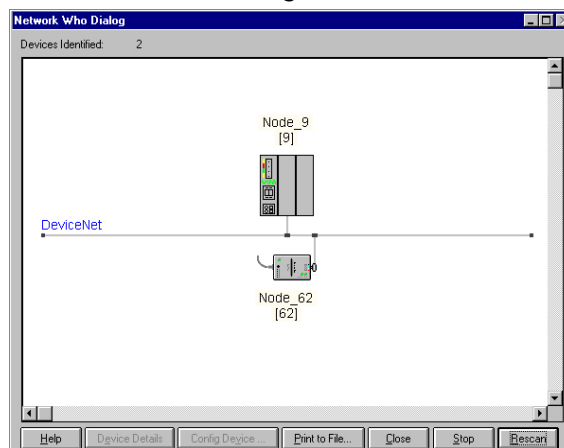 Network Who Dialog
Devices Identified: 2
Node_9
[9]
DeviceNet
Node_62
[62]
Help Device Details Config Device ... Print to File... Close Stop Rescan